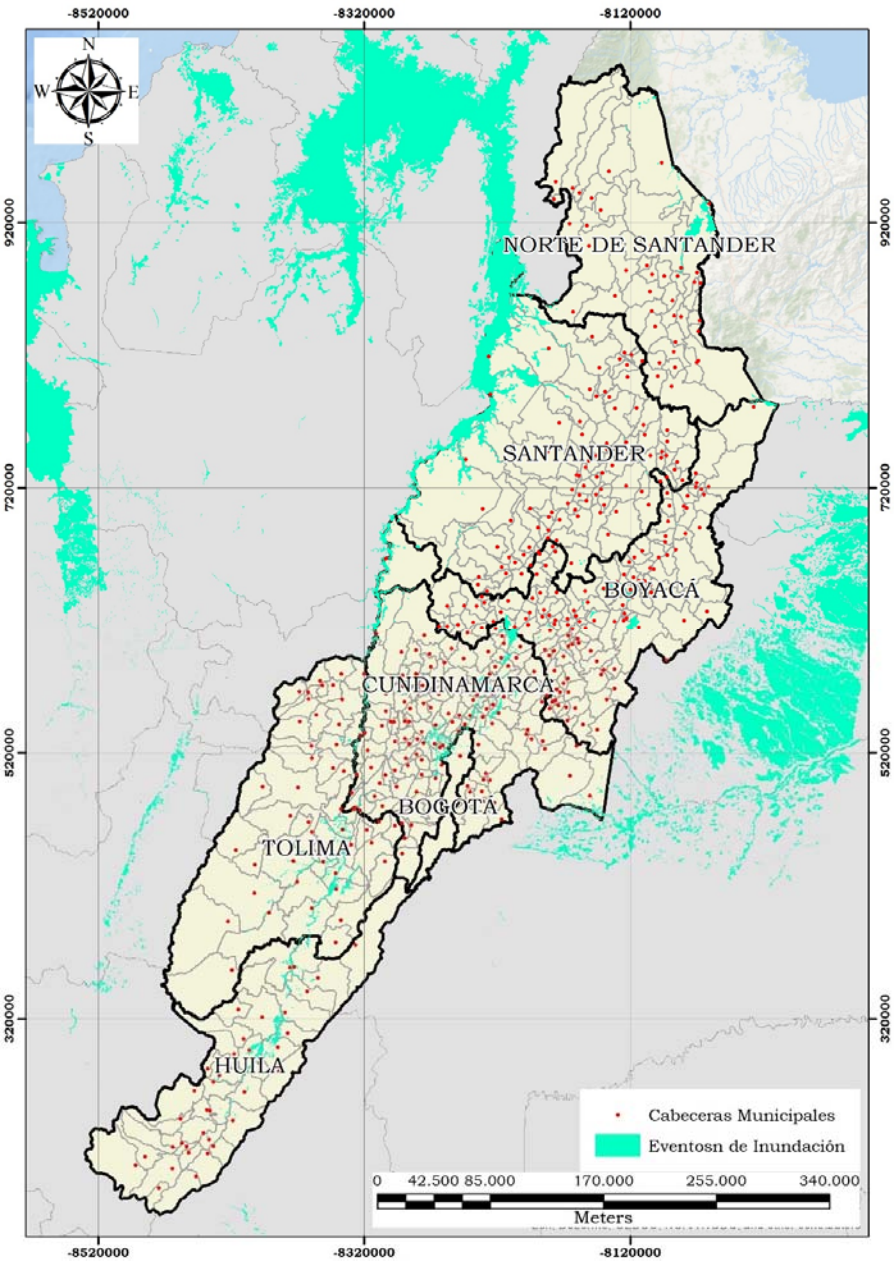 -8520000 -8320000 -8120000
N
W E
S
920000 920000
NORTE DE SANTANDER
SANTANDER
720000 720000
BOYACÁ
CUNDINAMARCA
520000 520000
BOGOTÁ
TOLIMA
320000 320000
HUILA
Cabeceras Municipales
Eventosn de Inundación
0 42.500 85.000 170.000 255.000 340.000
Meters
-8520000 -8320000 -8120000